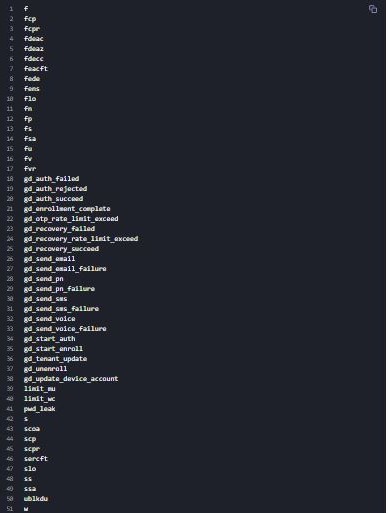 1 f
2 fcp
3 fcpr
4 fdeac
5 fdeaz
6 fdecc
7 feacft
8 fede
9 fens
10 flo
11 fn
12 fp
13 fs
14 fsa
15 fu
16 fv
17 fvr
18 gd_auth_failed
19 gd_auth_rejected
20 gd_auth_succeed
21 gd_enrollment_complete
22 gd_otp_rate_limit_exceed
23 gd_recovery_failed
24 gd_recovery_rate_limit_exceed
25 gd_recovery_succeed
26 gd_send_email
27 gd_send_email_failure
28 gd_send_pn
29 gd_send_pn_failure
30 gd_send_sms
31 gd_send_sms_failure
32 gd_send_voice
33 gd_send_voice_failure
34 gd_start_auth
35 gd_start_enroll
36 gd_tenant_update
37 gd_unenroll
38 gd_update_device_account
39 limit_mu
40 limit_wc
41 pwd_leak
42 s
43 scoa
44 scp
45 scpr
46 sercft
47 slo
48 ss
49 ssa
50 ublkdu
51 w